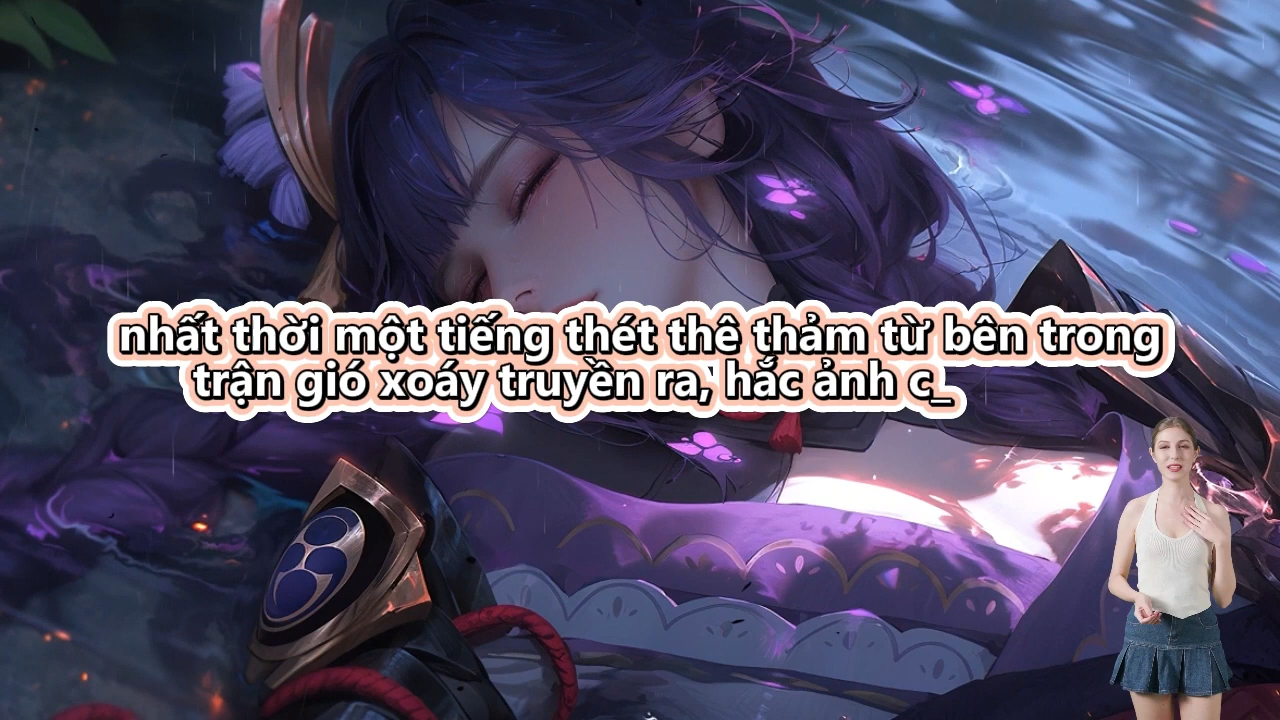 nhất thời một tiếng thét thê thảm từ bên trong
trận gió xoáy truyền ra, hắc ảnh c_